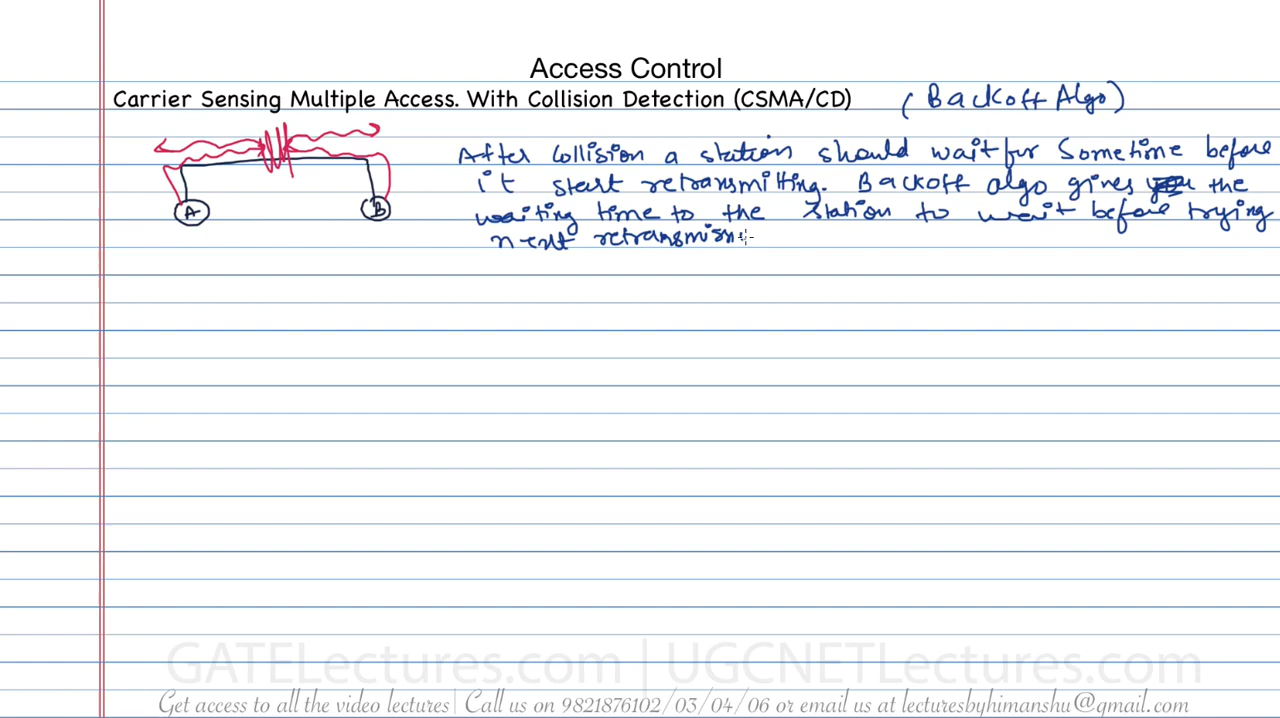 Access Control
Carrier Sensing Multiple Access. With Collision Detection (CSMA/CD) (Backoff Algo)
After Collision a station should wait for Sometime before
it start retransmitting. Backoff algo gives the
waiting time to the station to wait before trying
next retransmisn
A
B
GATELectures.com | UGCNETLectures.com
Get access to all the video lectures | Call us on 9821876102/03/04/06 or email us at lecturesbyhimanshu@gmail.com